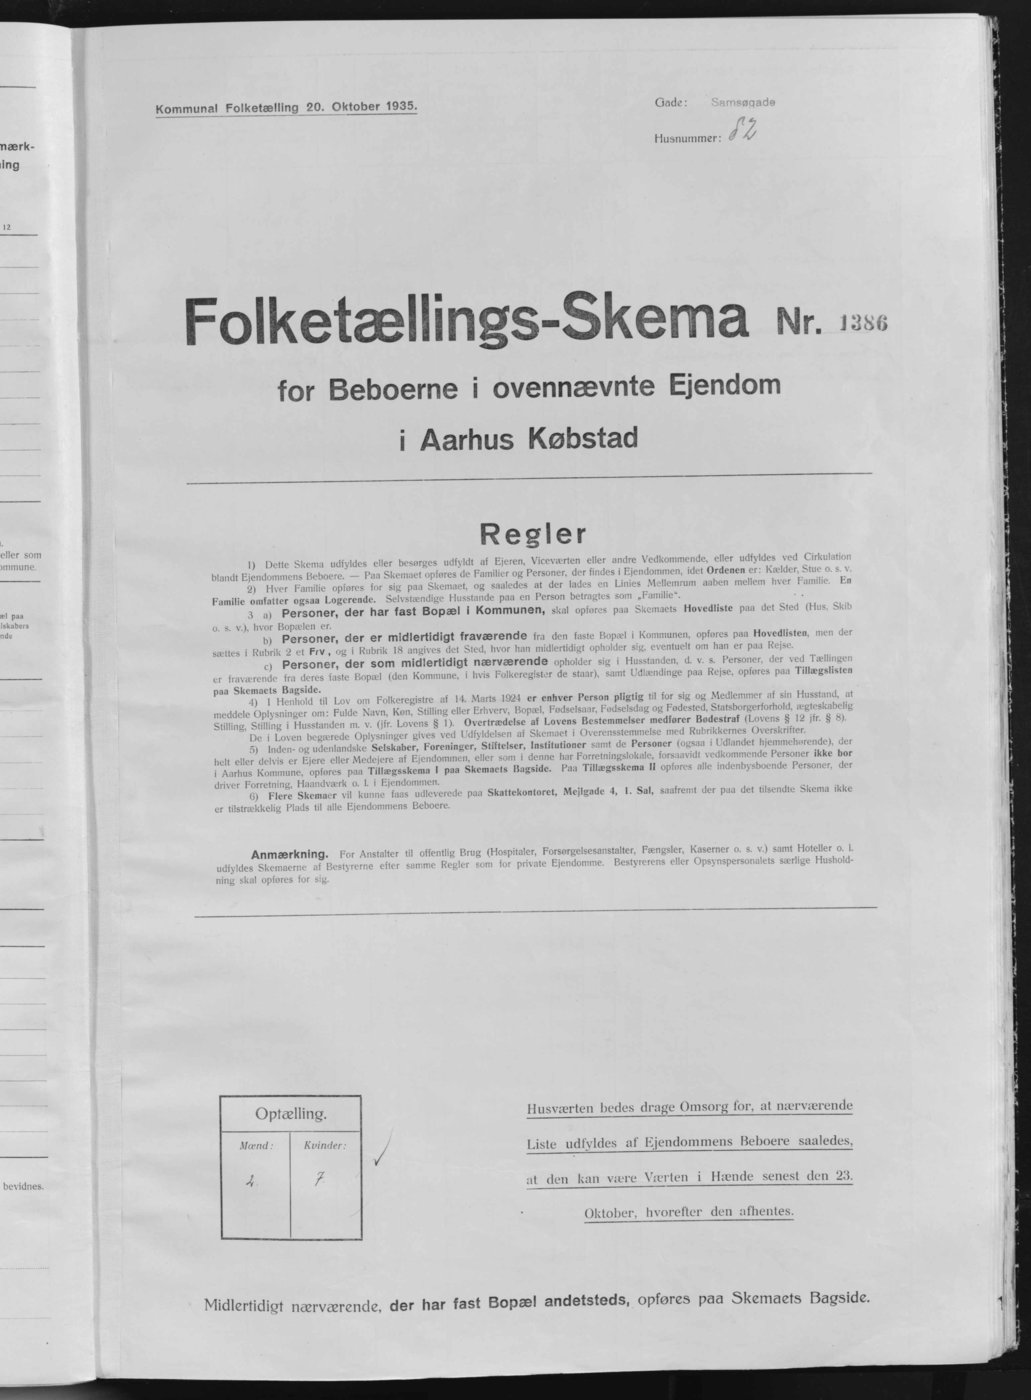 mærk-
ing
12
eller som
ommune.
æl paa
lskabers
nde
bevidnes.
Kommunal Folketælling 20. Oktober 1935.
Gade: Samsøgade
Husnummer: 82
Folketællings-Skema Nr. 1386
for Beboerne i ovennævnte Ejendom
i Aarhus Købstad
Regler
1) Dette Skema udfyldes eller besørges udfyldt af Ejeren, Viceværten eller andre Vedkommende, eller udfyldes ved Cirkulation
blandt Ejendommens Beboere. — Paa Skemaet opføres de Familier og Personer, der findes i Ejendommen, idet Ordenen er: Kælder, Stue o. s. v.
2) Hver Familie opføres for sig paa Skemaet, og saaledes at der lades en Linies Mellemrum aaben mellem hver Familie. En
Familie omfatter ogsaa Logerende. Selvstændige Husstande paa en Person betragtes som „Familie“.
3 a) Personer, der har fast Bopæl i Kommunen, skal opføres paa Skemaets Hovedliste paa det Sted (Hus, Skib
o. s. v.), hvor Bopælen er.
b) Personer, der er midlertidigt fraværende fra den faste Bopæl i Kommunen, opføres paa Hovedlisten, men der
sættes i Rubrik 2 et Frv, og i Rubrik 18 angives det Sted, hvor han midlertidigt opholder sig, eventuelt om han er paa Rejse.
c) Personer, der som midlertidigt nærværende opholder sig i Husstanden, d. v. s. Personer, der ved Tællingen
er fraværende fra deres faste Bopæl (den Kommune, i hvis Folkeregister de staar), samt Udlændinge paa Rejse, opføres paa Tillægslisten
paa Skemaets Bagside.
4) I Henhold til Lov om Folkeregistre af 14. Marts 1924 er enhver Person pligtig til for sig og Medlemmer af sin Husstand, at
meddele Oplysninger om: Fulde Navn, Køn, Stilling eller Erhverv, Bopæl, Fødselsaar, Fødselsdag og Fødested, Statsborgerforhold, ægteskabelig
Stilling, Stilling i Husstanden m. v. (jfr. Lovens § 1). Overtrædelse af Lovens Bestemmelser medfører Bødestraf (Lovens § 12 jfr. § 8).
De i Loven begærede Oplysninger gives ved Udfyldelsen af Skemaet i Overensstemmelse med Rubrikkernes Overskrifter.
5) Inden- og udenlandske Selskaber, Foreninger, Stiftelser, Institutioner samt de Personer (ogsaa i Udlandet hjemmehørende), der
helt eller delvis er Ejere eller Medejere af Ejendommen, eller som i denne har Forretningslokale, forsaavidt vedkommende Personer ikke bor
i Aarhus Kommune, opføres paa Tillægsskema I paa Skemaets Bagside. Paa Tillægsskema II opføres alle indenbysboende Personer, der
driver Forretning, Haandværk o. l. i Ejendommen.
6) Flere Skemaer vil kunne faas udleverede paa Skattekontoret, Mejlgade 4, 1. Sal, saafremt der paa det tilsendte Skema ikke
er tilstrækkelig Plads til alle Ejendommens Beboere.
Anmærkning. For Anstalter til offentlig Brug (Hospitaler, Forsørgelsesanstalter, Fængsler, Kaserner o. s. v.) samt Hoteller o. l.
udfyldes Skemaerne af Bestyrerne efter samme Regler som for private Ejendomme. Bestyrerens eller Opsynspersonalets særlige Hushold-
ning skal opføres for sig.
Optælling.
Mænd: Kvinder:
2 7
Husværten bedes drage Omsorg for, at nærværende
Liste udfyldes af Ejendommens Beboere saaledes,
at den kan være Værten i Hænde senest den 23.
Oktober, hvorefter den afhentes.
Midlertidigt nærværende, der har fast Bopæl andetsteds, opføres paa Skemaets Bagside.